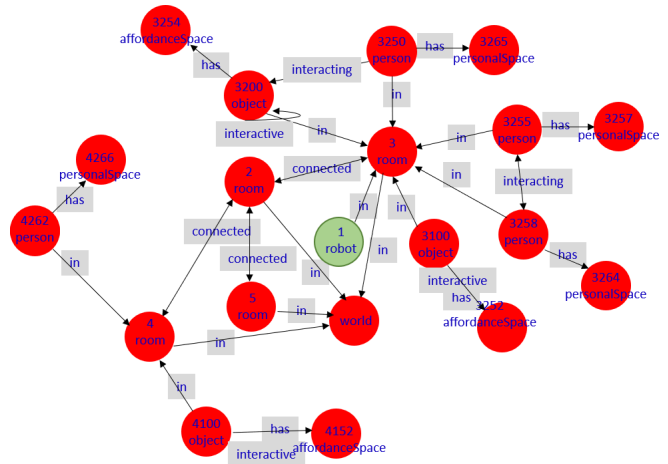 3254
affordanceSpace
3250
person
has
3265
personalSpace
has
interacting
3200
object
in
interactive
in
3
room
in
3255
person
has
3257
personalSpace
4266
personalSpace
2
room
connected
in
interacting
has
4262
person
connected
in
in
3258
person
1
robot
3100
object
has
in
connected
in
in
interactive
3264
personalSpace
has
3252
affordanceSpace
5
room
in
world
4
room
in
in
4100
object
has
4152
affordanceSpace
interactive